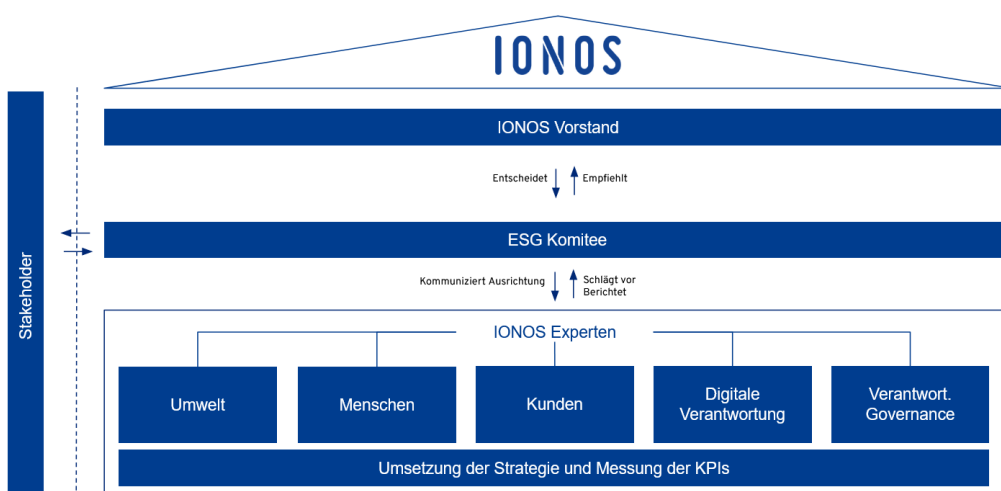 IONOS
IONOS Vorstand
Entscheidet
Empfiehlt
ESG Komitee
Kommuniziert Ausrichtung
Schlägt vor
Berichtet
Stakeholder
IONOS Experten
Umwelt
Menschen
Kunden
Digitale
Verantwortung
Verantwort.
Governance
Umsetzung der Strategie und Messung der KPIs